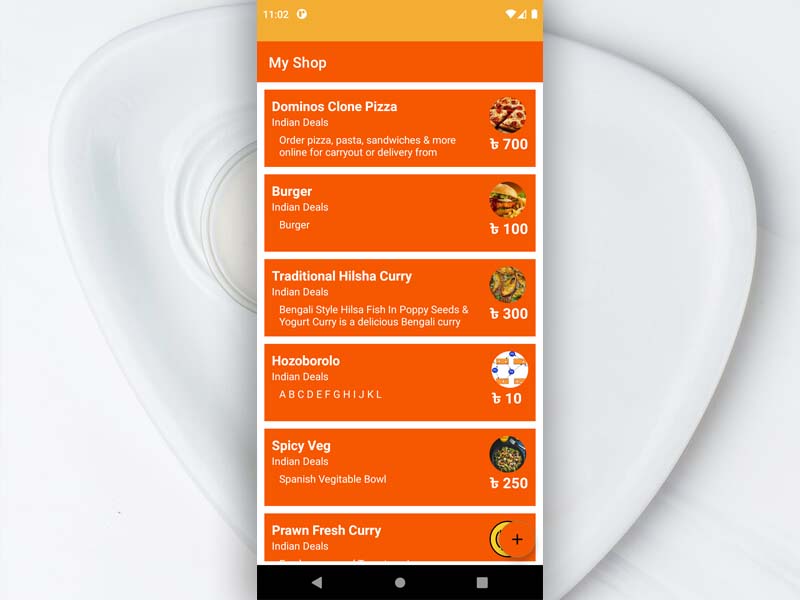 11:02
My Shop
Dominos Clone Pizza
Indian Deals
Order pizza, pasta, sandwiches & more
online for carryout or delivery from
৳ 700
Burger
Indian Deals
Burger
৳ 100
Traditional Hilsha Curry
Indian Deals
Bengali Style Hilsa Fish In Poppy Seeds &
Yogurt Curry is a delicious Bengali curry
৳ 300
Hozoborolo
Indian Deals
A B C D E F G H I J K L
৳ 10
Spicy Veg
Indian Deals
Spanish Vegitable Bowl
৳ 250
Prawn Fresh Curry
Indian Deals
+